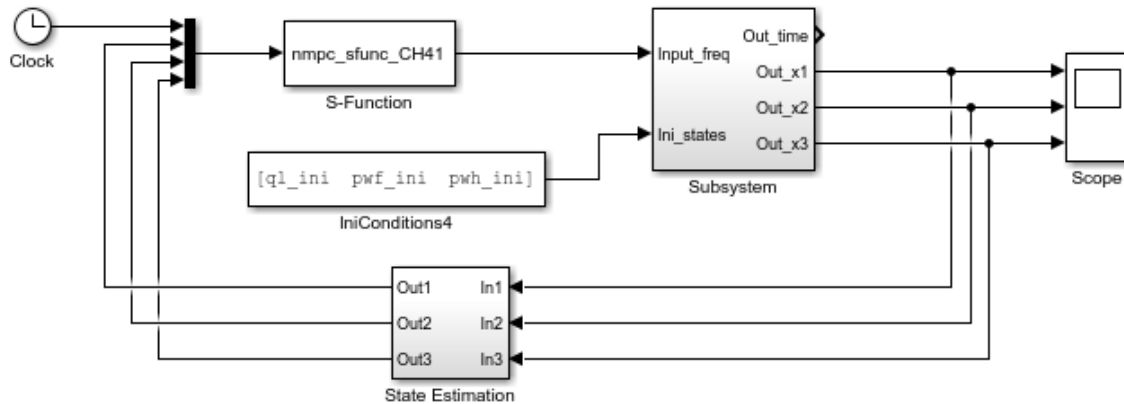 Clock
nmpc_sfunc_CH41
S-Function
Input_freq
Ini_states
Out_time
Out_x1
Out_x2
Out_x3
Subsystem
Scope
[ql_ini pwf_ini pwh_ini]
IniConditions4
Out1
Out2
Out3
In1
In2
In3
State Estimation